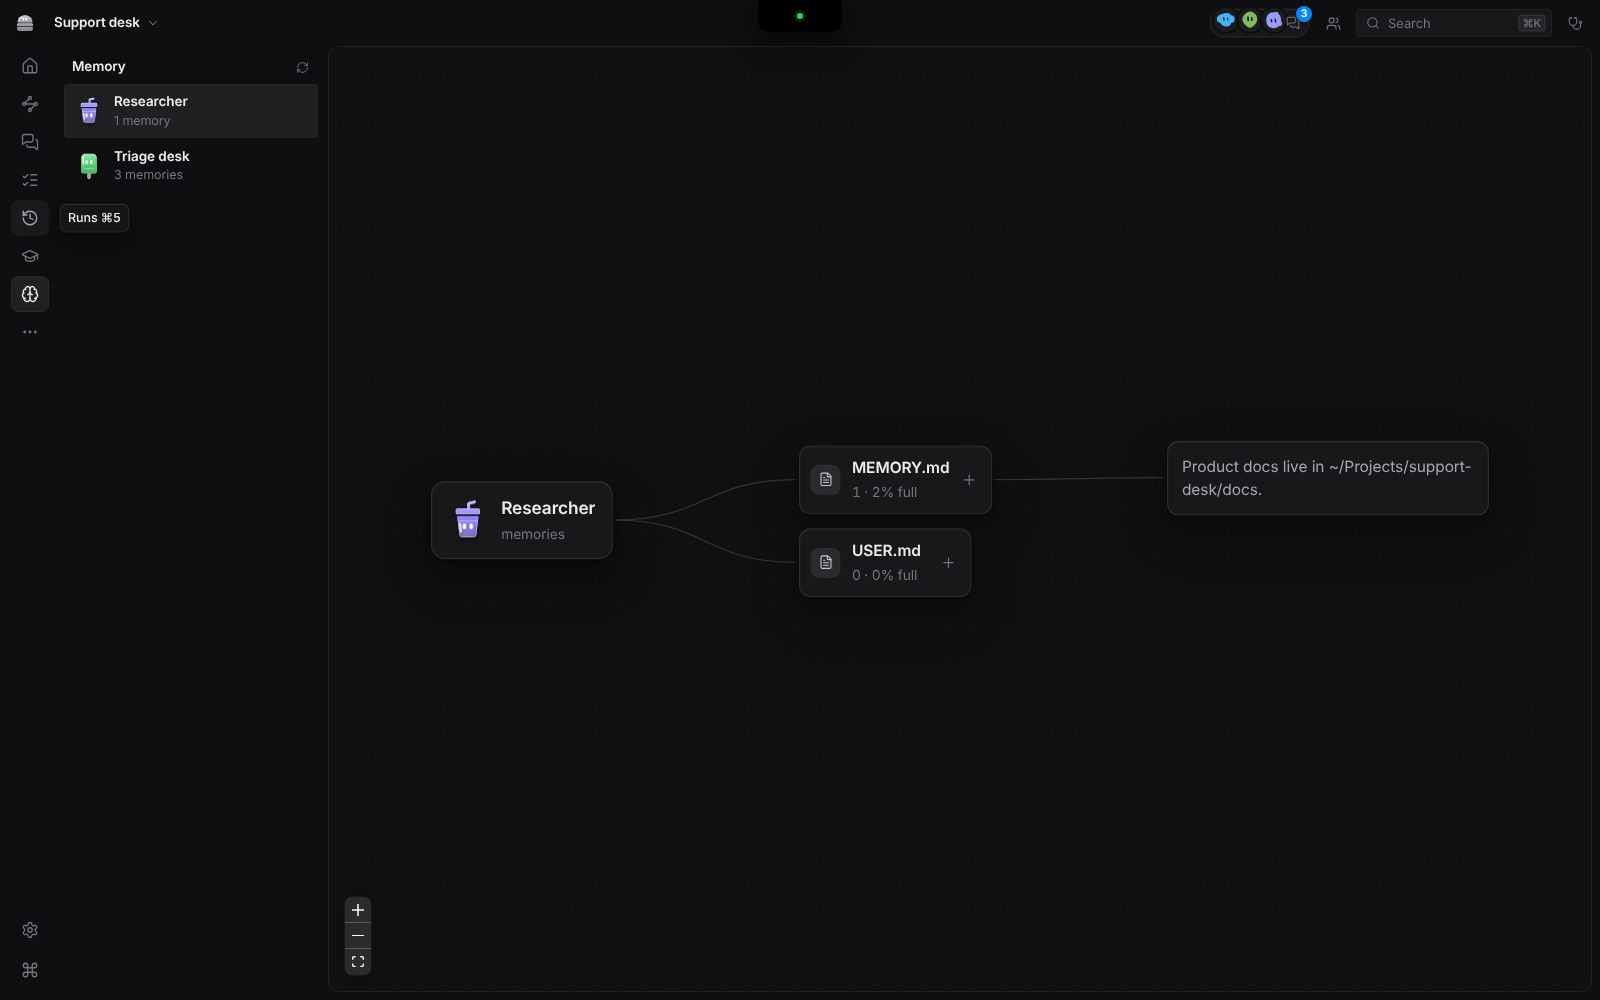 Support desk
3
Search
⌘K
Memory
Researcher
1 memory
Triage desk
3 memories
Runs ⌘5
Researcher
memories
MEMORY.md
1 · 2% full
USER.md
0 · 0% full
Product docs live in ~/Projects/support-
desk/docs.